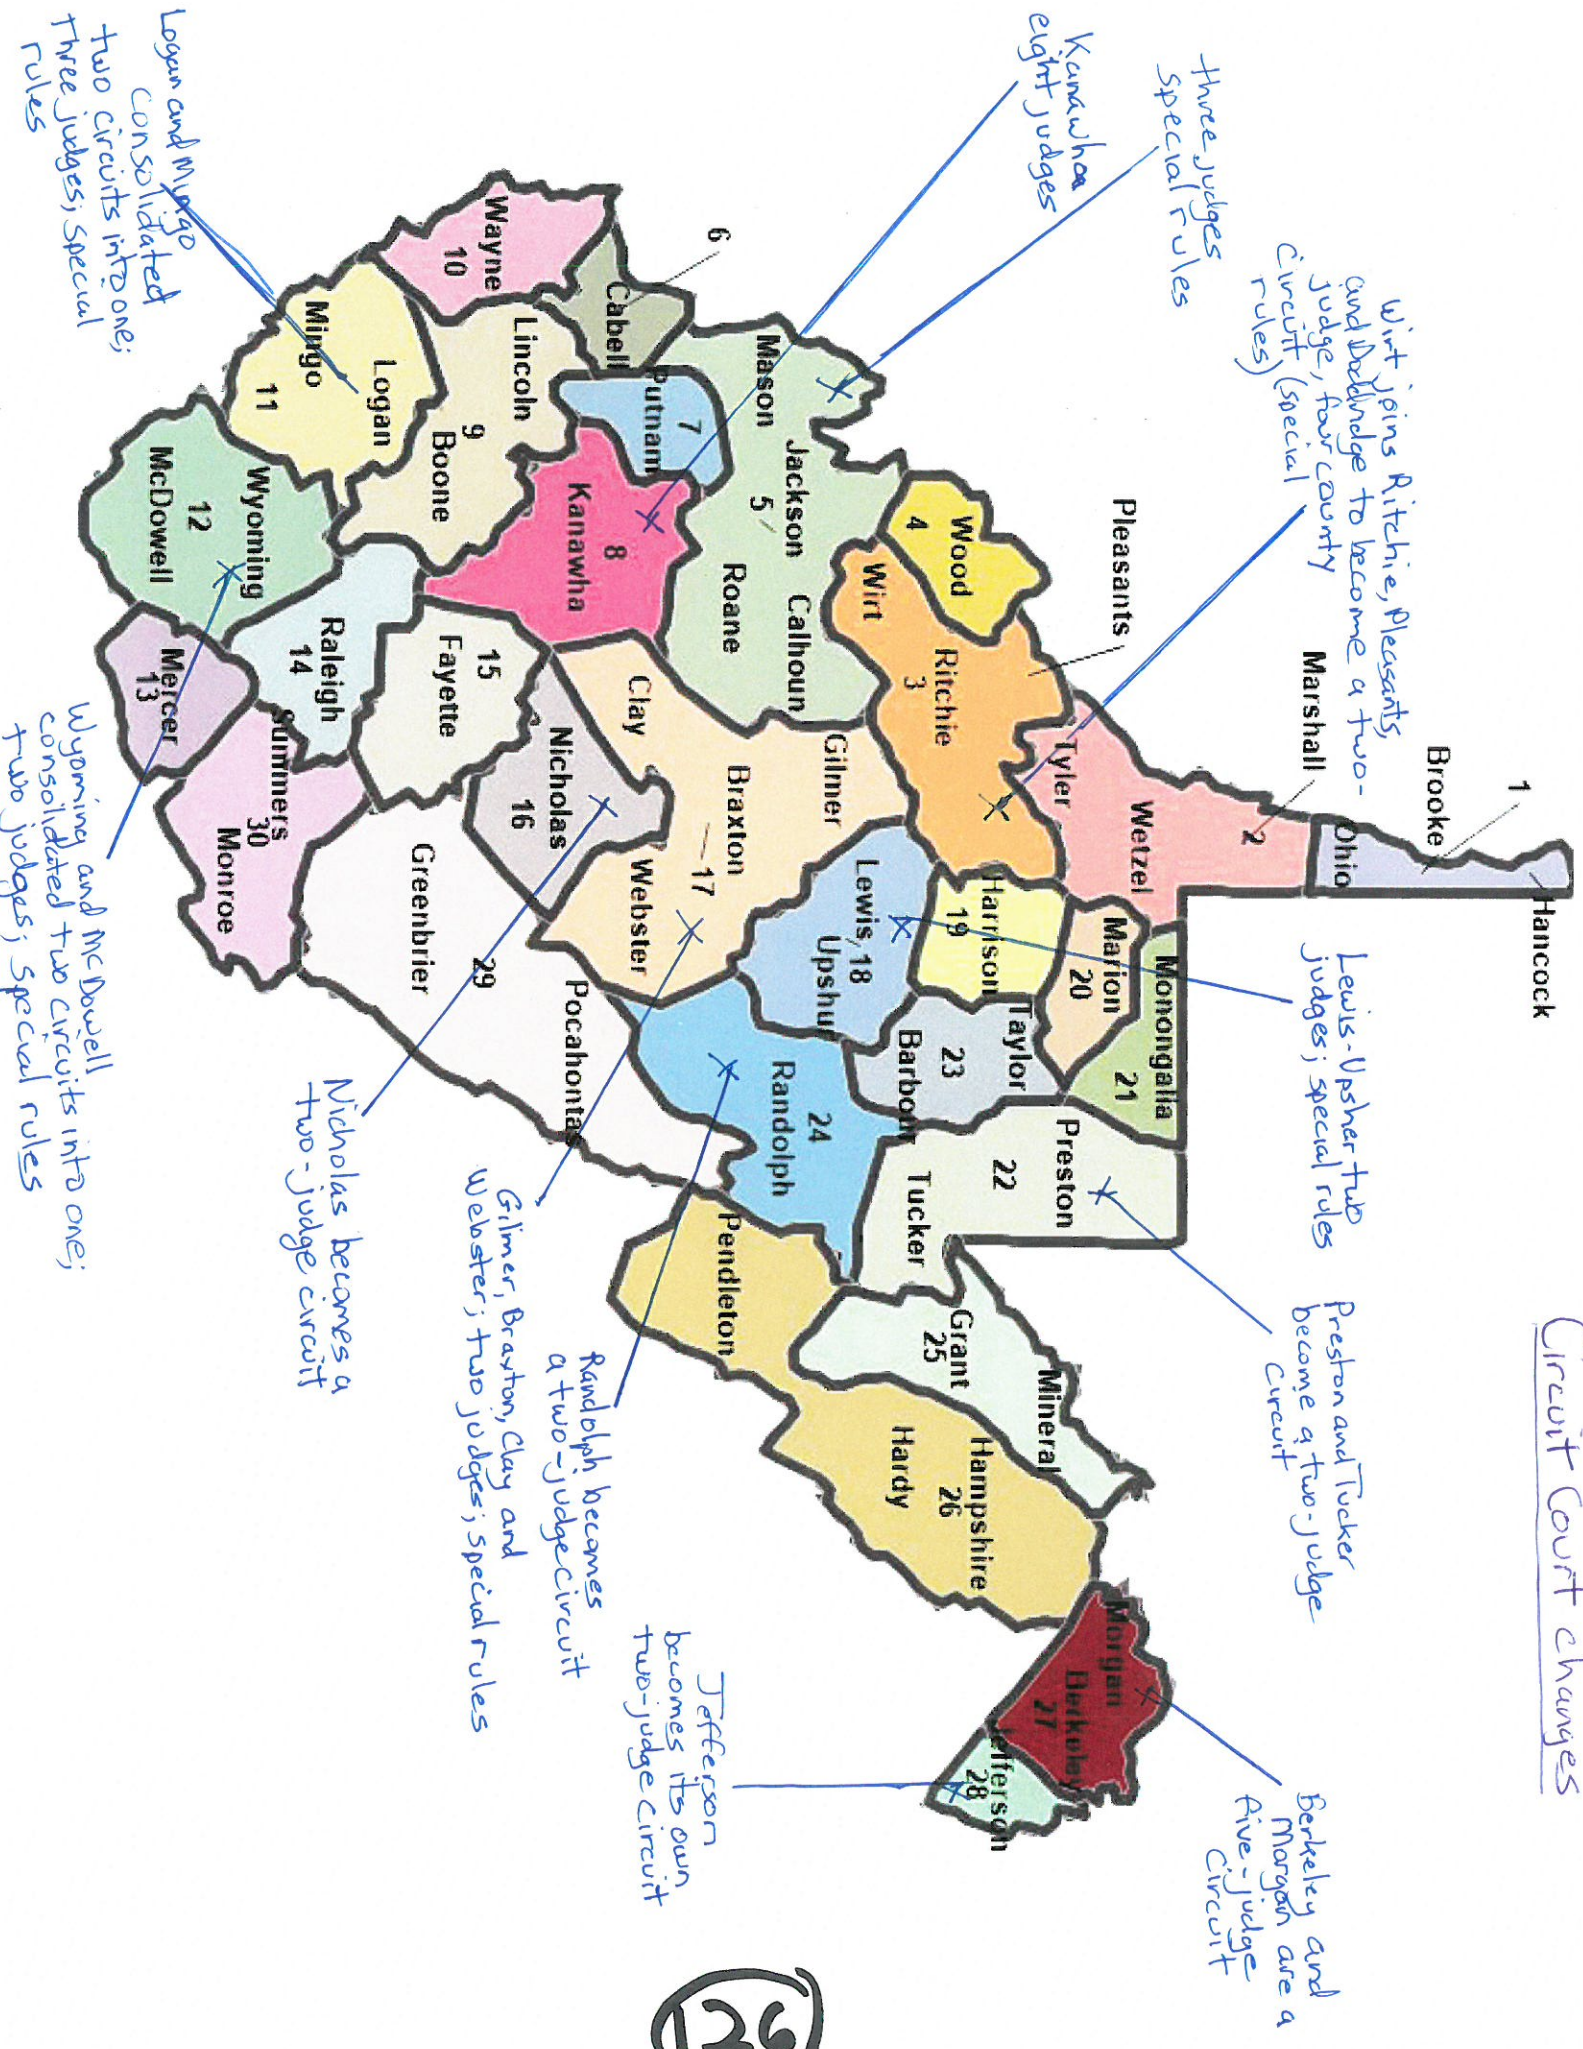 Circuit Court changes
Wirt joins Ritchie, Pleasants,
and Doddridge to become a two-
judge, four county
circuit (special
rules)
three judges
special rules
Kanawha
eight judges
Logan and Mingo
consolidated
two circuits into one;
Three judges; special
rules
Lewis-Upsher two
judges; special rules
Preston and Tucker
become a two-judge
circuit
Berkeley and
Morgan are a
five-judge
circuit
Jefferson
becomes its own
two-judge circuit
Randolph becomes
a two-judge circuit
Gilmer, Braxton, Clay and
Webster; two judges; special rules
Nicholas becomes a
two-judge circuit
Wyoming and McDowell
consolidated two circuits into one;
two judges; special rules
Hancock
1
Brooke
Ohio
Marshall
2
Wetzel
Tyler
Pleasants
Ritchie
3
Wirt
Wood
4
Mason
Jackson
5
Calhoun
Roane
6
Cabell
Putnam
7
Kanawha
8
Lincoln
9
Boone
Wayne
10
Logan
Mingo
11
Wyoming
12
McDowell
Mercer
13
Raleigh
14
15
Fayette
Nicholas
16
Gilmer
Braxton
17
Clay
Webster
Lewis, 18
Upshur
Harrison
19
Marion
20
Monongalia
21
Preston
22
Tucker
Taylor
23
Barbour
24
Randolph
Grant
25
Mineral
Pendleton
Hampshire
26
Hardy
Morgan
Berkeley
27
Jefferson
28
Greenbrier
29
Pocahontas
Summers
30
Monroe
126